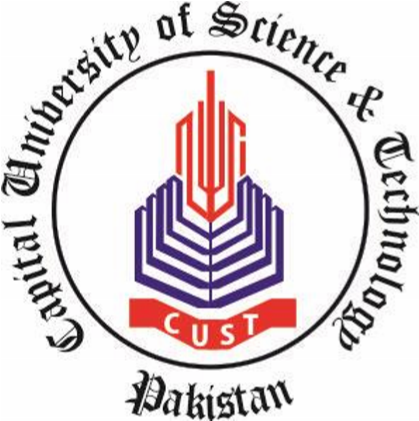 Capital University of Science & Technology
CUST
Pakistan